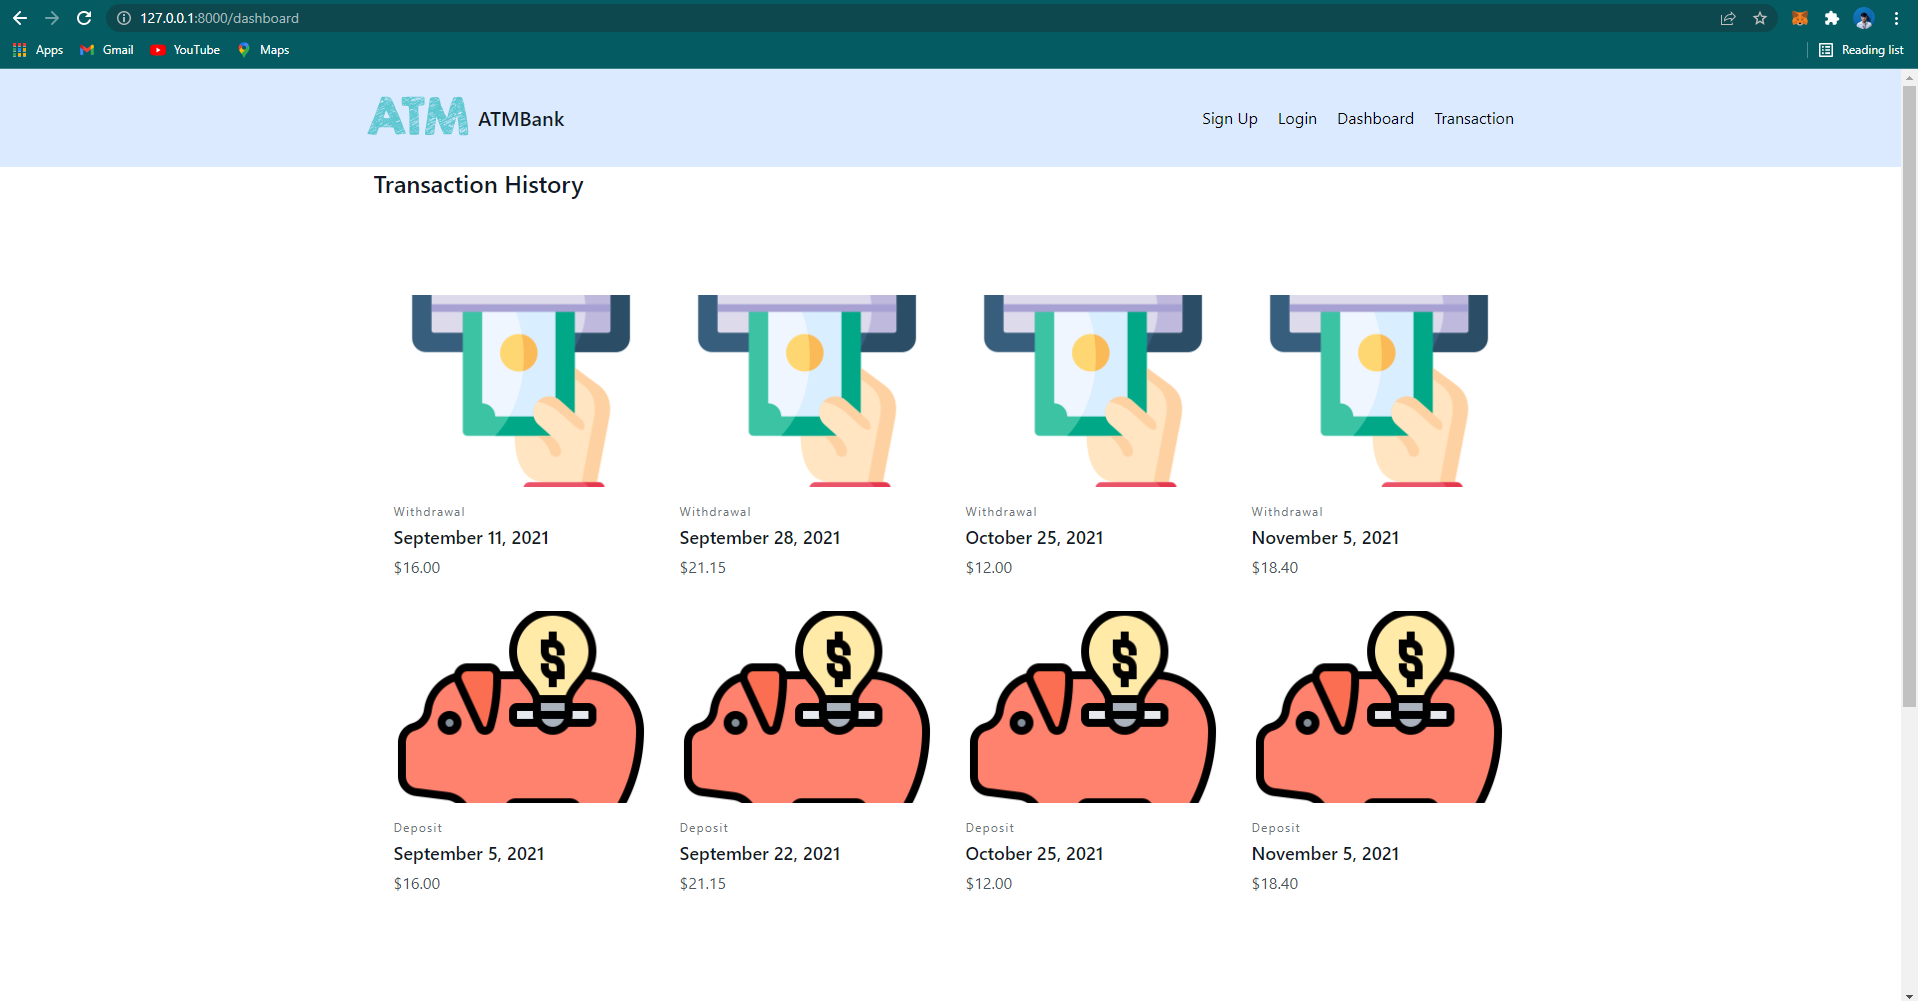 127.0.0.1:8000/dashboard
Apps Gmail YouTube Maps Reading list
ATM ATMBank Sign Up Login Dashboard Transaction
Transaction History
Withdrawal Withdrawal Withdrawal Withdrawal
September 11, 2021 September 28, 2021 October 25, 2021 November 5, 2021
$16.00 $21.15 $12.00 $18.40
$ $ $ $
Deposit Deposit Deposit Deposit
September 5, 2021 September 22, 2021 October 25, 2021 November 5, 2021
$16.00 $21.15 $12.00 $18.40